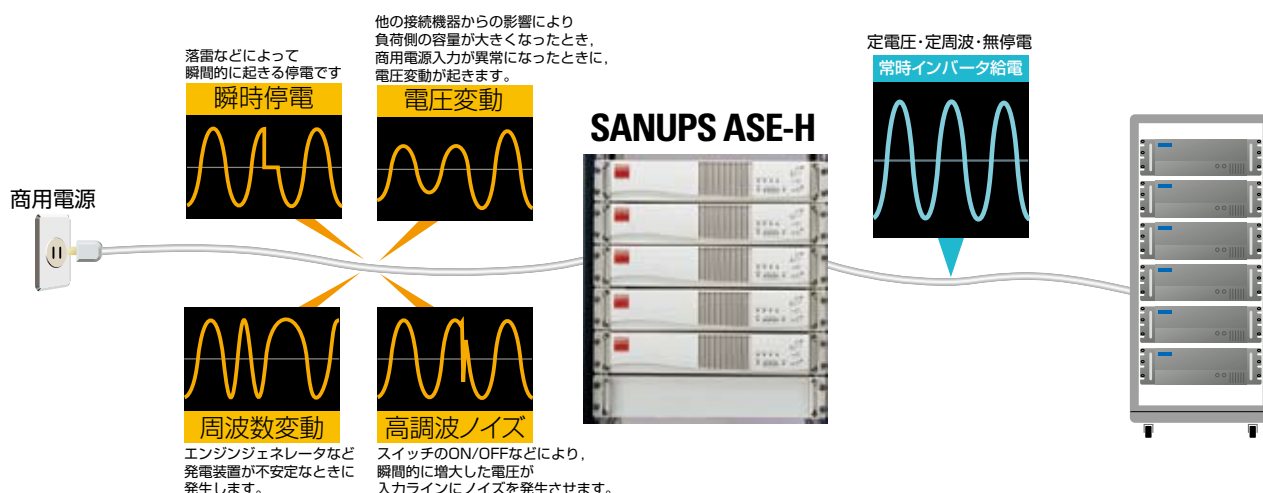 他の接続機器からの影響により
負荷側の容量が大きくなったとき,
商用電源入力が異常になったときに,
電圧変動が起きます。
落雷などによって
瞬間的に起きる停電です
瞬時停電
電圧変動
定電圧・定周波・無停電
常時インバータ給電
SANUPS ASE-H
商用電源
周波数変動
エンジンジェネレータなど
発電装置が不安定なときに
発生します。
高調波ノイズ
スイッチのON/OFFなどにより,
瞬間的に増大した電圧が
入力ラインにノイズを発生させます。